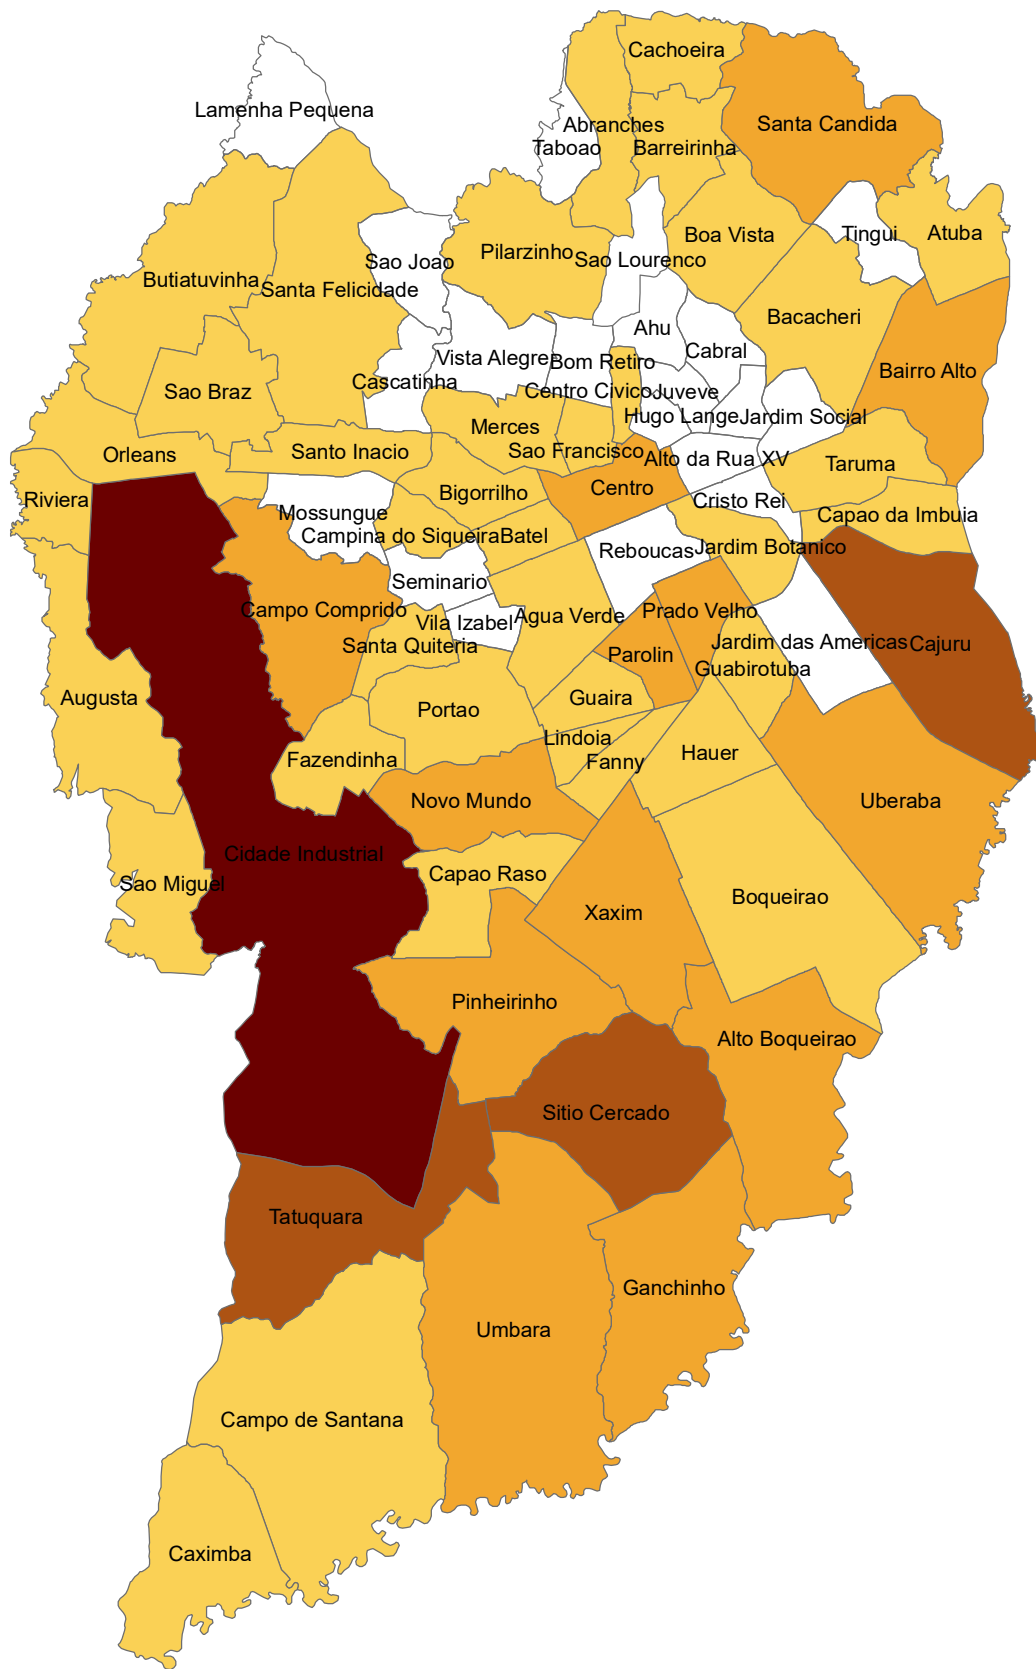 Cachoeira
Lamenha Pequena
Abranches
Santa Candida
Taboao
Barreirinha
Atuba
Tingui
Boa Vista
Pilarzinho
Sao Lourenco
Sao Joao
Butiatuvinha
Santa Felicidade
Bacacheri
Ahu
Cabral
Vista Alegre
Bom Retiro
Bairro Alto
Cascatinha
Sao Braz
Centro Civico
Juveve
Hugo Lange
Jardim Social
Merces
Sao Francisco
Santo Inacio
Orleans
Alto da Rua XV
Taruma
Centro
Bigorrilho
Riviera
Cristo Rei
Mossungue
Capao da Imbuia
Campina do Siqueira
Batel
Reboucas
Jardim Botanico
Seminario
Campo Comprido
Prado Velho
Agua Verde
Vila Izabel
Santa Quiteria
Jardim das Americas
Cajuru
Parolin
Guabirotuba
Augusta
Guaira
Portao
Lindoia
Hauer
Fazendinha
Fanny
Novo Mundo
Uberaba
Cidade Industrial
Capao Raso
Sao Miguel
Boqueirao
Xaxim
Pinheirinho
Alto Boqueirao
Sitio Cercado
Tatuquara
Ganchinho
Umbara
Campo de Santana
Caximba